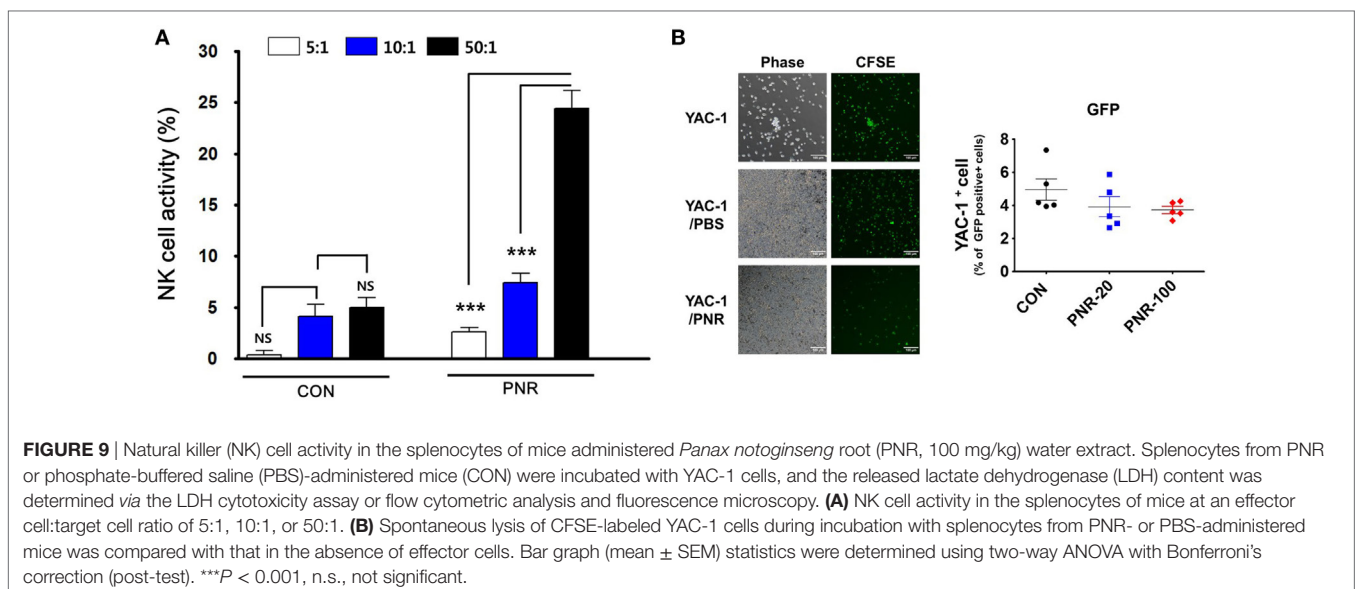 A
5:1 10:1 50:1
30
25
20
15
10
5
0
NK cell activity (%)
NS
NS
***
***
CON
PNR
B
Phase CFSE
YAC-1
YAC-1
/PBS
YAC-1
/PNR
GFP
8
6
4
2
0
YAC-1 + cell
(% of GFP positive+ cells)
CON
PNR-20
PNR-100
FIGURE 9 | Natural killer (NK) cell activity in the splenocytes of mice administered Panax notoginseng root (PNR, 100 mg/kg) water extract. Splenocytes from PNR
or phosphate-buffered saline (PBS)-administered mice (CON) were incubated with YAC-1 cells, and the released lactate dehydrogenase (LDH) content was
determined via the LDH cytotoxicity assay or flow cytometric analysis and fluorescence microscopy. (A) NK cell activity in the splenocytes of mice at an effector
cell:target cell ratio of 5:1, 10:1, or 50:1. (B) Spontaneous lysis of CFSE-labeled YAC-1 cells during incubation with splenocytes from PNR- or PBS-administered
mice was compared with that in the absence of effector cells. Bar graph (mean ± SEM) statistics were determined using two-way ANOVA with Bonferroni's
correction (post-test). ***P < 0.001, n.s., not significant.